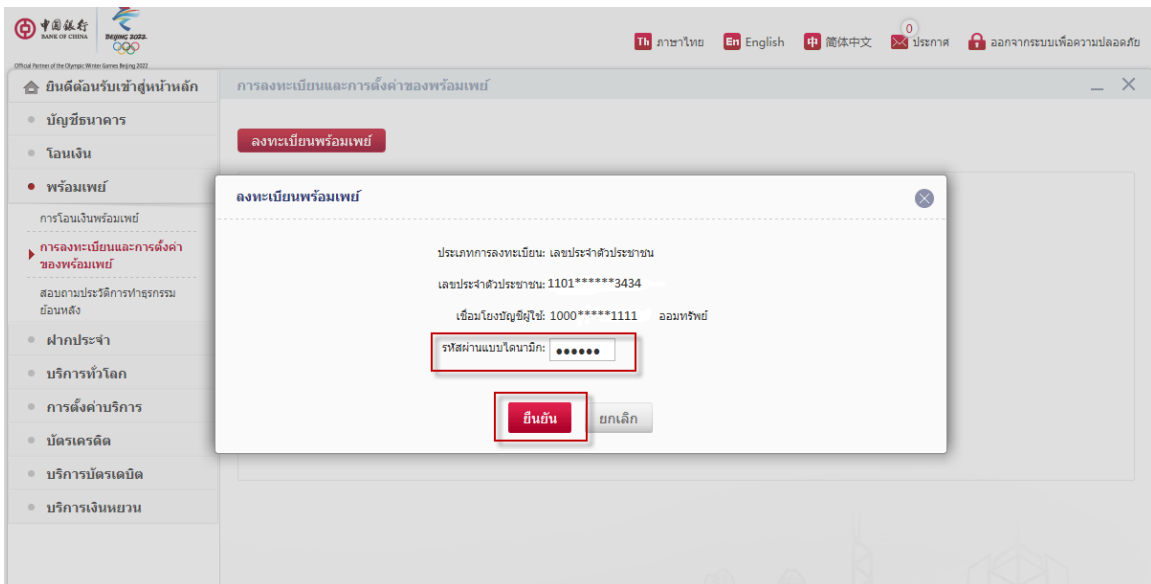 中国银行
BANK OF CHINA
BEIJING 2022
Official Partner of the Olympic Winter Games Beijing 2022
Th ภาษาไทย
En English
中 简体中文
0
ประกาศ
ออกจากระบบเพื่อความปลอดภัย
ยินดีต้อนรับเข้าสู่หน้าหลัก
บัญชีธนาคาร
โอนเงิน
พร้อมเพย์
การโอนเงินพร้อมเพย์
การลงทะเบียนและการตั้งค่า
ของพร้อมเพย์
สอบถามประวัติการทำธุรกรรม
ย้อนหลัง
ฝากประจำ
บริการทั่วโลก
การตั้งค่าบริการ
บัตรเครดิต
บริการบัตรเดบิต
บริการเงินหยวน
การลงทะเบียนและการตั้งค่าของพร้อมเพย์
ลงทะเบียนพร้อมเพย์
ลงทะเบียนพร้อมเพย์
ประเภทการลงทะเบียน: เลขประจำตัวประชาชน
เลขประจำตัวประชาชน: 1101******3434
เชื่อมโยงบัญชีผู้ใช้: 1000*****1111 ออมทรัพย์
รหัสผ่านแบบไดนามิก: ●●●●●●
ยืนยัน
ยกเลิก